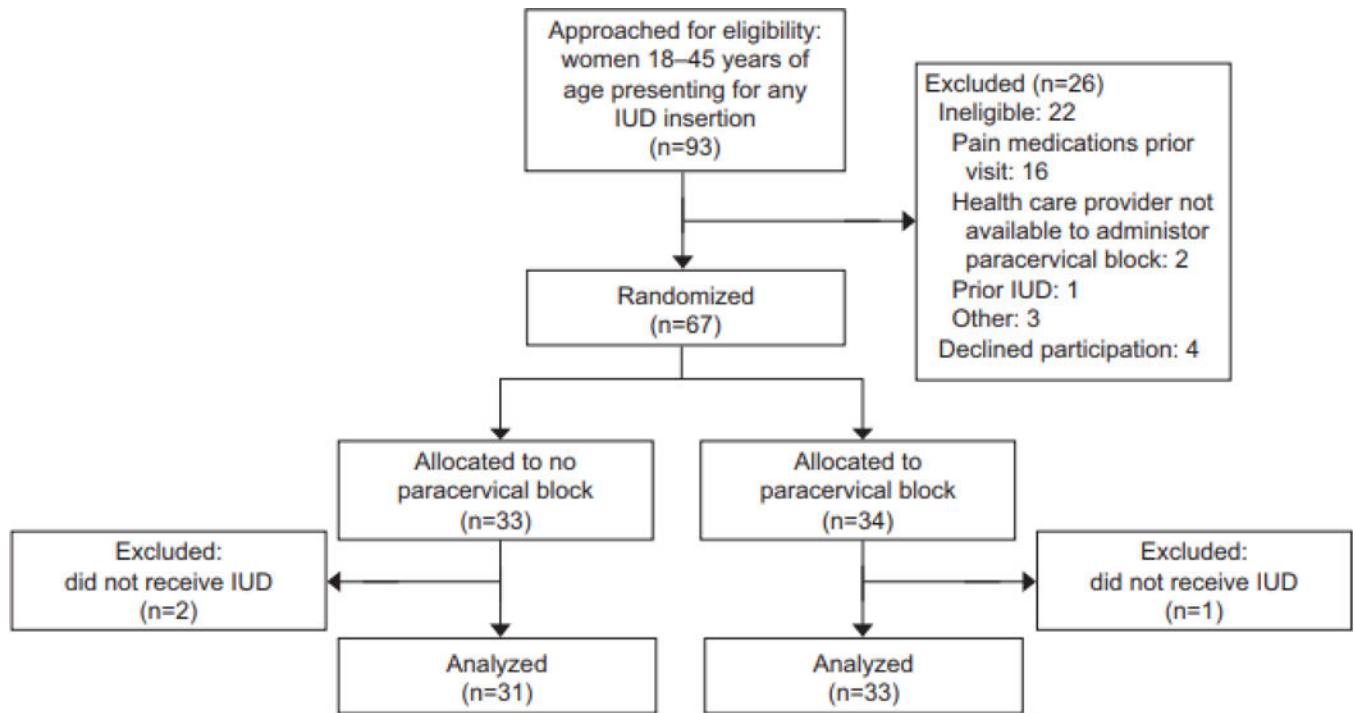 Approached for eligibility:
women 18–45 years of
age presenting for any
IUD insertion
(n=93)
Excluded (n=26)
Ineligible: 22
Pain medications prior
visit: 16
Health care provider not
available to administor
paracervical block: 2
Prior IUD: 1
Other: 3
Declined participation: 4
Randomized
(n=67)
Allocated to no
paracervical block
(n=33)
Allocated to
paracervical block
(n=34)
Excluded:
did not receive IUD
(n=2)
Excluded:
did not receive IUD
(n=1)
Analyzed
(n=31)
Analyzed
(n=33)